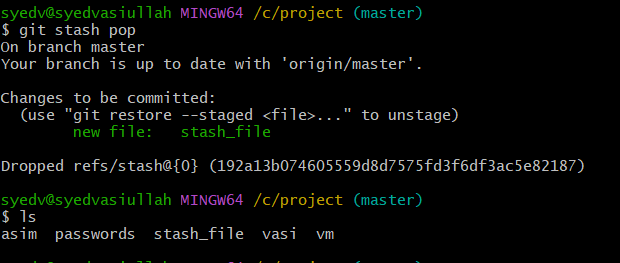 syedv@syedvasiullah MINGW64 /c/project (master)
$ git stash pop
On branch master
Your branch is up to date with 'origin/master'.
Changes to be committed:
(use "git restore --staged <file>..." to unstage)
new file: stash_file
Dropped refs/stash@{0} (192a13b074605559d8d7575fd3f6df3ac5e82187)
syedv@syedvasiullah MINGW64 /c/project (master)
$ ls
asim passwords stash_file vasi vm